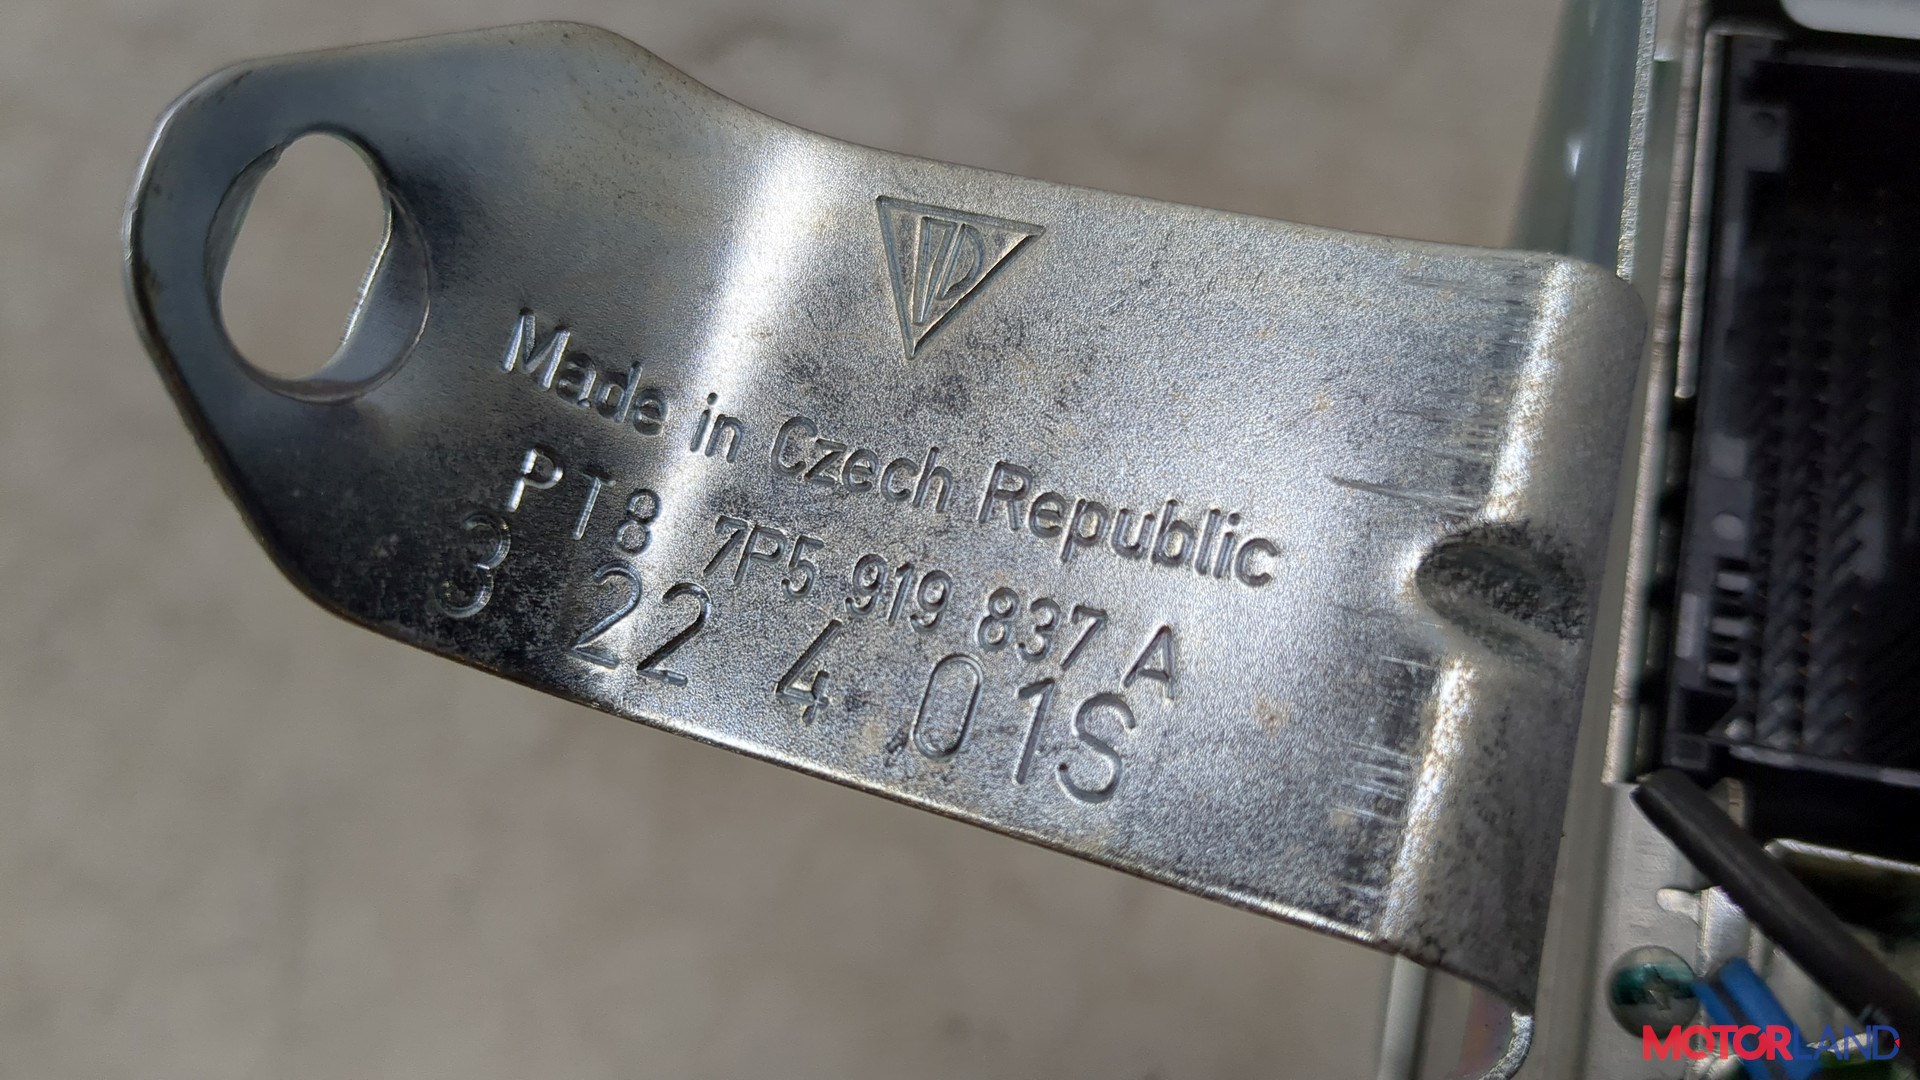 Made in Czech Republic
PT8 7P5 919 837 A
3 22 4 01S
MOTORLAND